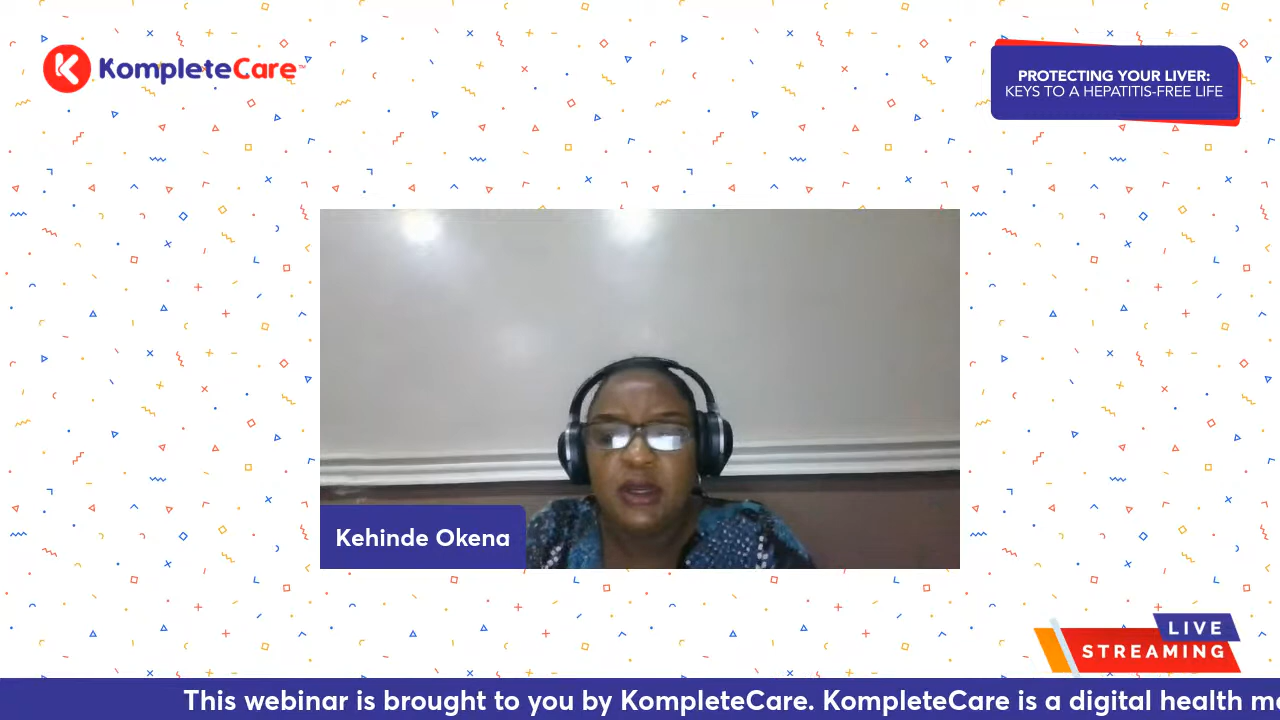 KompleteCare™
PROTECTING YOUR LIVER:
KEYS TO A HEPATITIS-FREE LIFE
Kehinde Okena
LIVE
STREAMING
This webinar is brought to you by KompleteCare. KompleteCare is a digital health